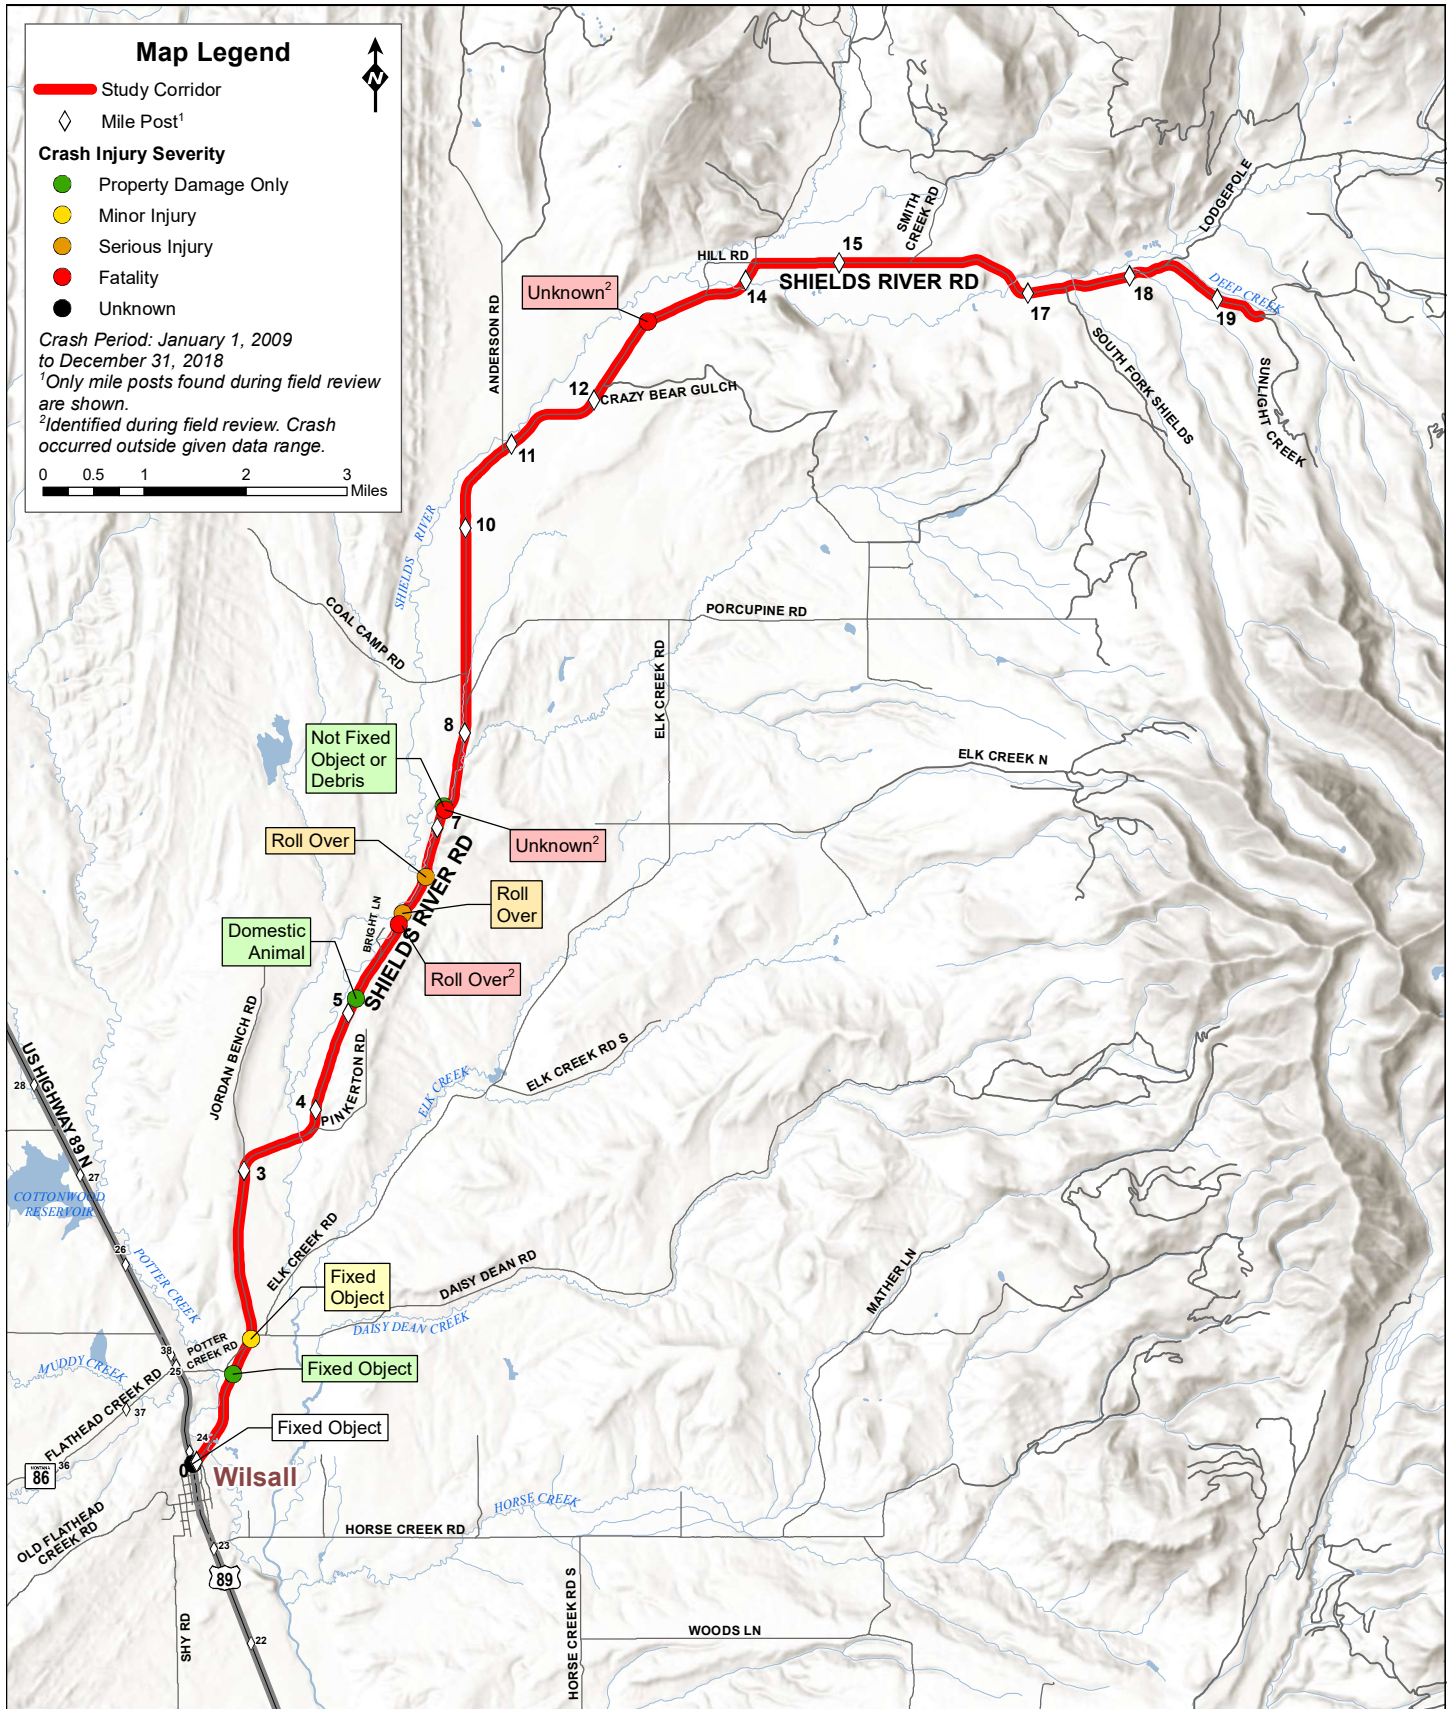 Map Legend
N
Study Corridor
Mile Post¹
Crash Injury Severity
Property Damage Only
Minor Injury
Serious Injury
Fatality
Unknown
Crash Period: January 1, 2009
to December 31, 2018
¹Only mile posts found during field review
are shown.
²Identified during field review. Crash
occurred outside given data range.
0 0.5 1 2 3
Miles
LODGEPOLE
SMITH
CREEK RD
HILL RD
15
14
SHIELDS RIVER RD
17
18
DEEP CREEK
19
Unknown²
ANDERSON RD
12
CRAZY BEAR GULCH
SOUTH FORK SHIELDS
SUNLIGHT CREEK
11
10
SHIELDS RIVER
COAL CAMP RD
PORCUPINE RD
ELK CREEK RD
8
Not Fixed
Object or
Debris
ELK CREEK N
7
Unknown²
Roll Over
SHIELDS RIVER RD
Roll
Over
BRIGHT LN
Domestic
Animal
Roll Over²
5
JORDAN BENCH RD
PINKERTON RD
ELK CREEK RD S
ELK CREEK
4
US HIGHWAY 89 N
28
27
3
COTTONWOOD
RESERVOIR
ELK CREEK RD
26
POTTER CREEK
Fixed
Object
DAISY DEAN RD
MATHER LN
DAISY DEAN CREEK
POTTER
CREEK RD
38
25
MUDDY CREEK
Fixed Object
FLATHEAD CREEK RD
37
Fixed Object
24
36
MONTANA
86
0
Wilsall
HORSE CREEK
OLD FLATHEAD
CREEK RD
HORSE CREEK RD
23
89
HORSE CREEK RD S
SHY RD
22
WOODS LN